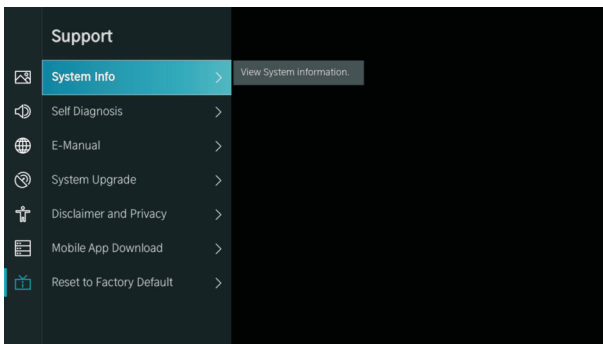 Support
System Info
View System information.
Self Diagnosis
E-Manual
System Upgrade
Disclaimer and Privacy
Mobile App Download
Reset to Factory Default